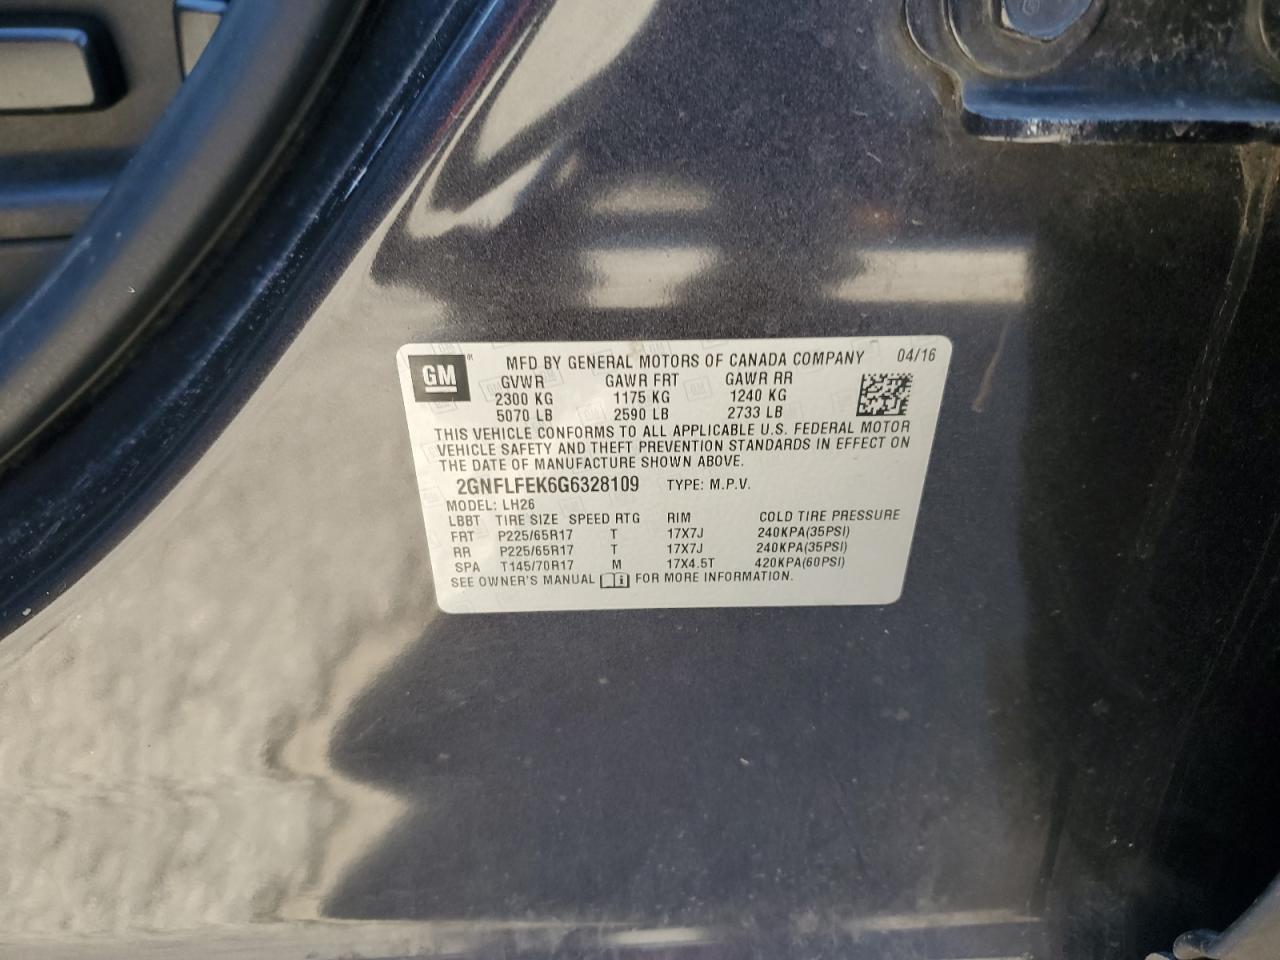 GM
MFD BY GENERAL MOTORS OF CANADA COMPANY 04/16
GVWR GAWR FRT GAWR RR
2300 KG 1175 KG 1240 KG
5070 LB 2590 LB 2733 LB
THIS VEHICLE CONFORMS TO ALL APPLICABLE U.S. FEDERAL MOTOR
VEHICLE SAFETY AND THEFT PREVENTION STANDARDS IN EFFECT ON
THE DATE OF MANUFACTURE SHOWN ABOVE.
2GNFLFEK6G6328109 TYPE: M.P.V.
MODEL: LH26
LBBT TIRE SIZE SPEED RTG RIM COLD TIRE PRESSURE
FRT P225/65R17 T 17X7J 240KPA(35PSI)
RR P225/65R17 T 17X7J 240KPA(35PSI)
SPA T145/70R17 M 17X4.5T 420KPA(60PSI)
SEE OWNER'S MANUAL i FOR MORE INFORMATION.